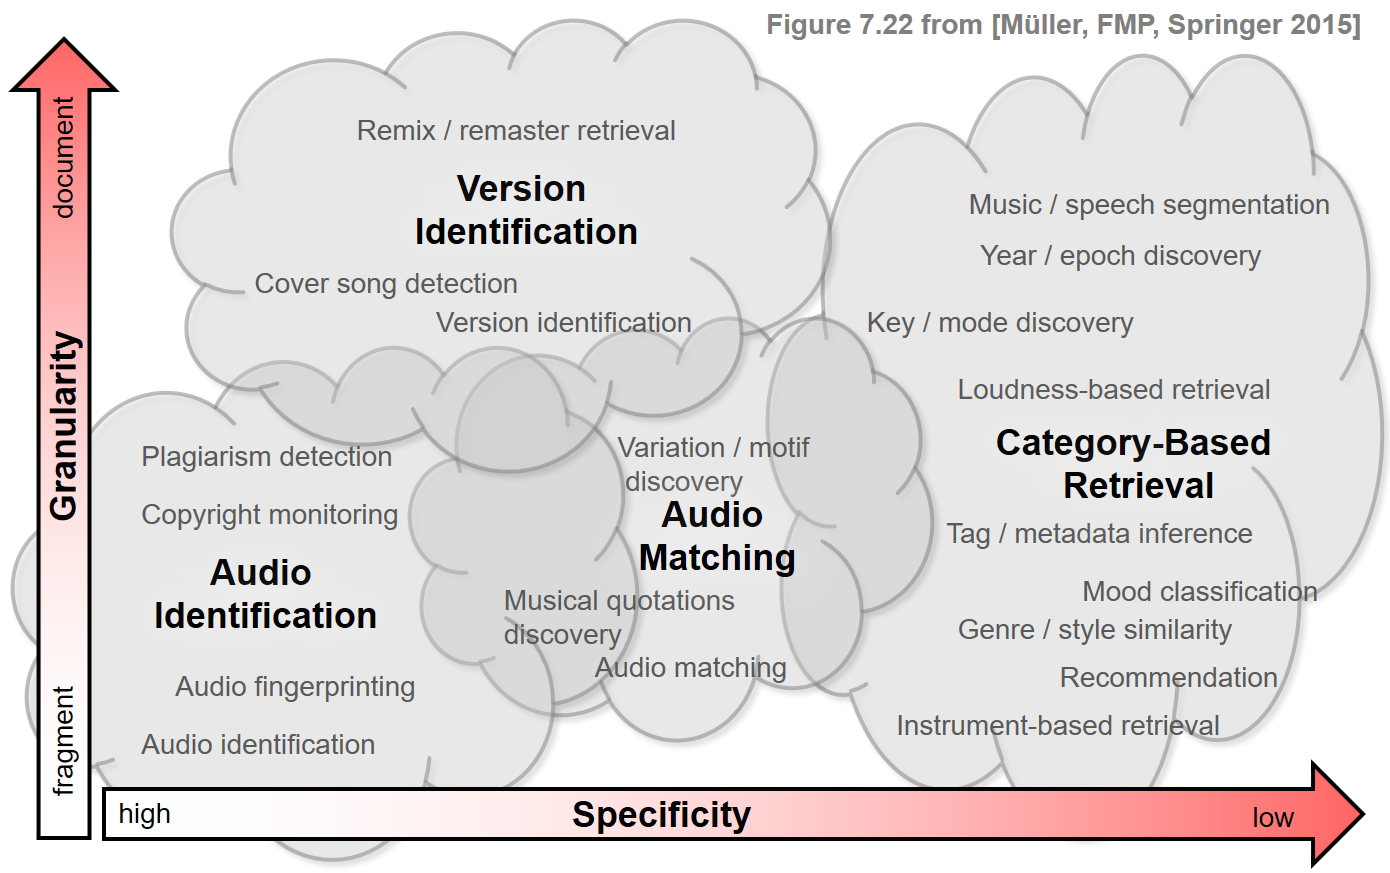 Figure 7.22 from [Müller, FMP, Springer 2015]
document
Granularity
fragment
Remix / remaster retrieval
Version
Identification
Cover song detection
Version identification
Music / speech segmentation
Year / epoch discovery
Key / mode discovery
Loudness-based retrieval
Category-Based
Retrieval
Tag / metadata inference
Mood classification
Genre / style similarity
Recommendation
Instrument-based retrieval
Plagiarism detection
Copyright monitoring
Audio
Identification
Audio fingerprinting
Audio identification
Variation / motif
discovery
Audio
Matching
Musical quotations
discovery
Audio matching
high
Specificity
low